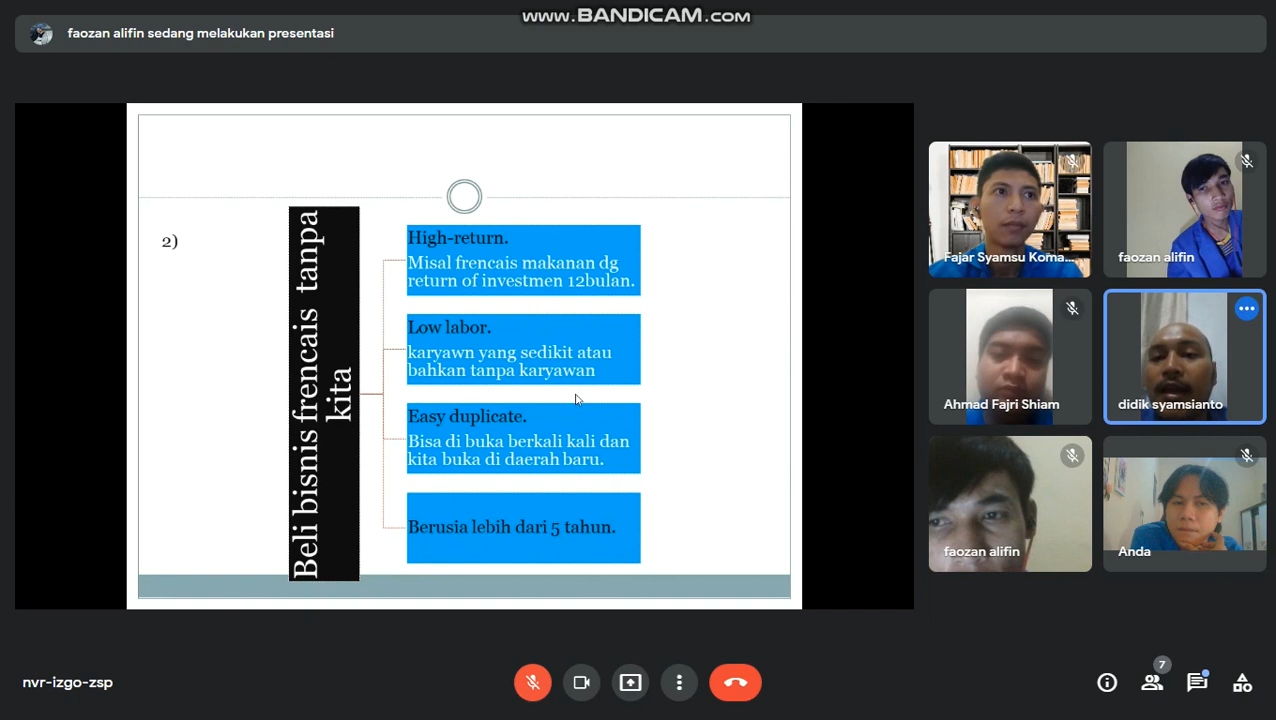 WWW.BANDICAM.COM
faozan alifin sedang melakukan presentasi
2)
Beli bisnis frencais tanpa
kita
High-return.
Misal frencais makanan dg
return of investmen 12bulan.
Low labor.
karyawn yang sedikit atau
bahkan tanpa karyawan
Easy duplicate.
Bisa di buka berkali kali dan
kita buka di daerah baru.
Berusia lebih dari 5 tahun.
Fajar Syamsu Koma...
faozan alifin
Ahmad Fajri Shiam
didik syamsianto
faozan alifin
Anda
nvr-izgo-zsp
7